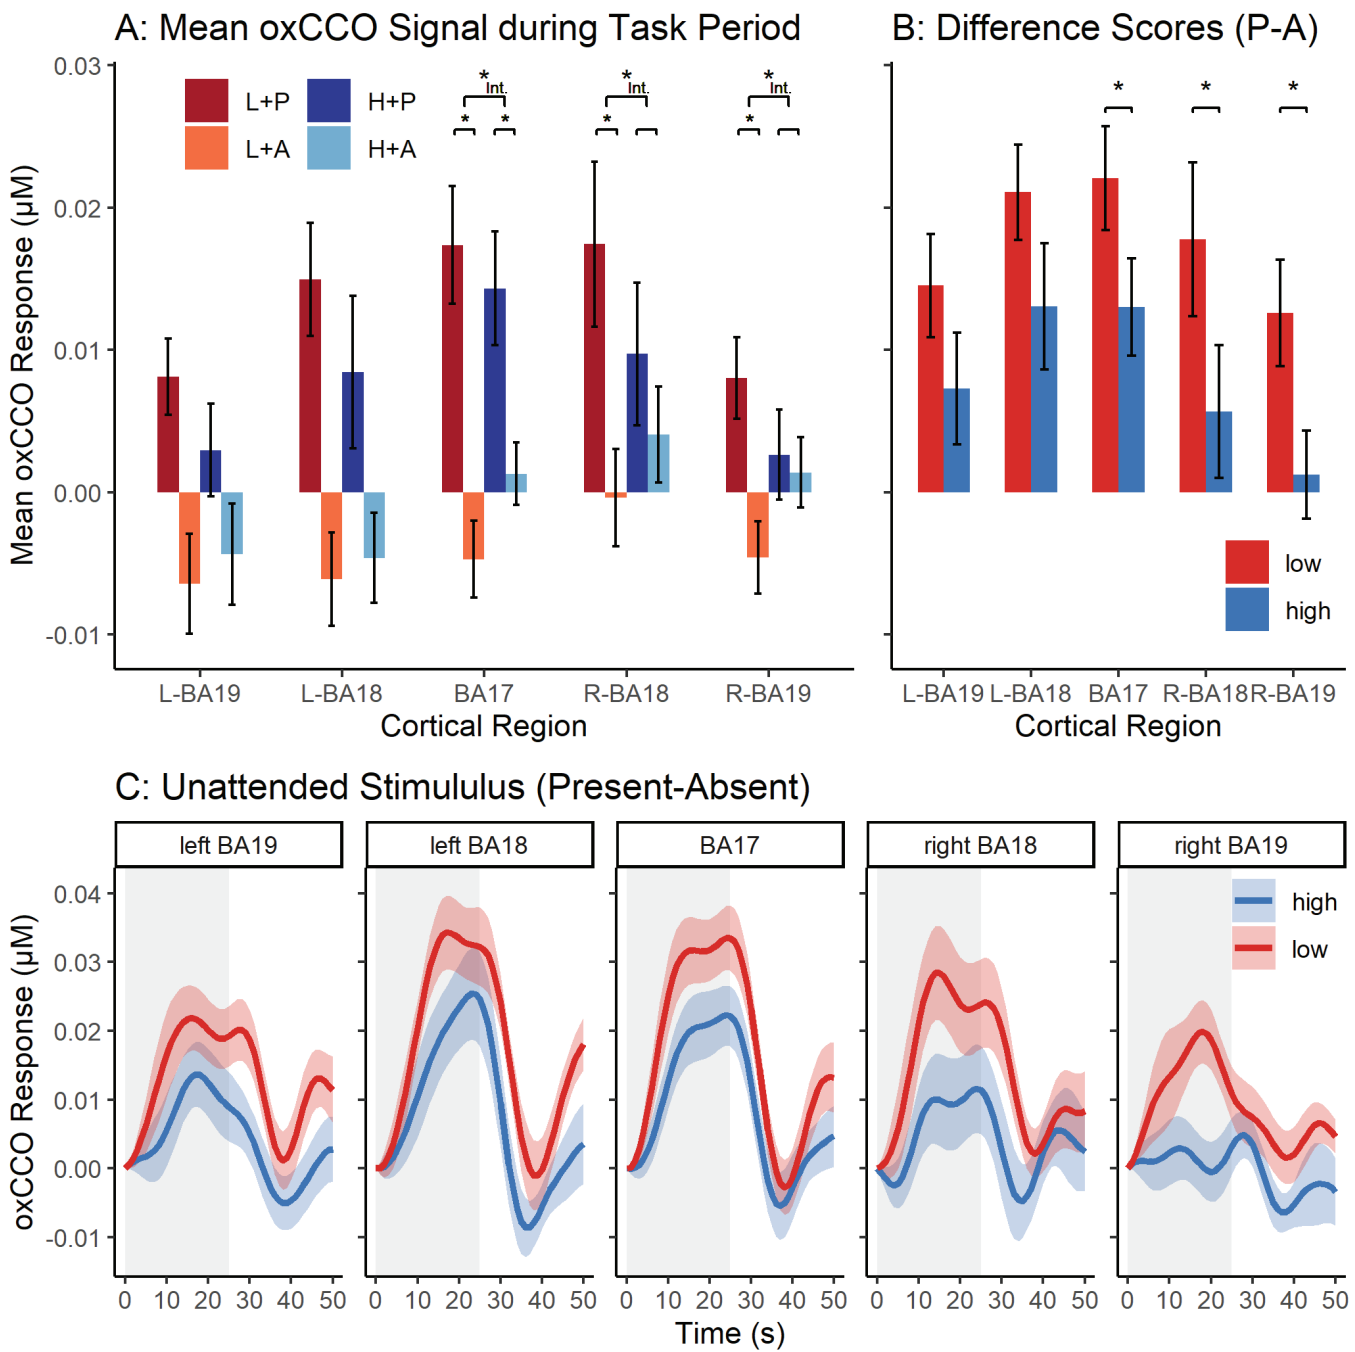 A: Mean oxCCO Signal during Task Period
B: Difference Scores (P-A)
Mean oxCCO Response (μM)
0.03
0.02
0.01
0.00
-0.01
L+P
H+P
L+A
H+A
*
Int.
*
*
*
Int.
*
*
Int.
*
L-BA19
L-BA18
BA17
R-BA18
R-BA19
Cortical Region
*
*
*
low
high
L-BA19
L-BA18
BA17
R-BA18
R-BA19
Cortical Region
C: Unattended Stimululus (Present-Absent)
left BA19
left BA18
BA17
right BA18
right BA19
oxCCO Response (μM)
0.04
0.03
0.02
0.01
0.00
-0.01
high
low
0 10 20 30 40 50
0 10 20 30 40 50
0 10 20 30 40 50
0 10 20 30 40 50
0 10 20 30 40 50
Time (s)